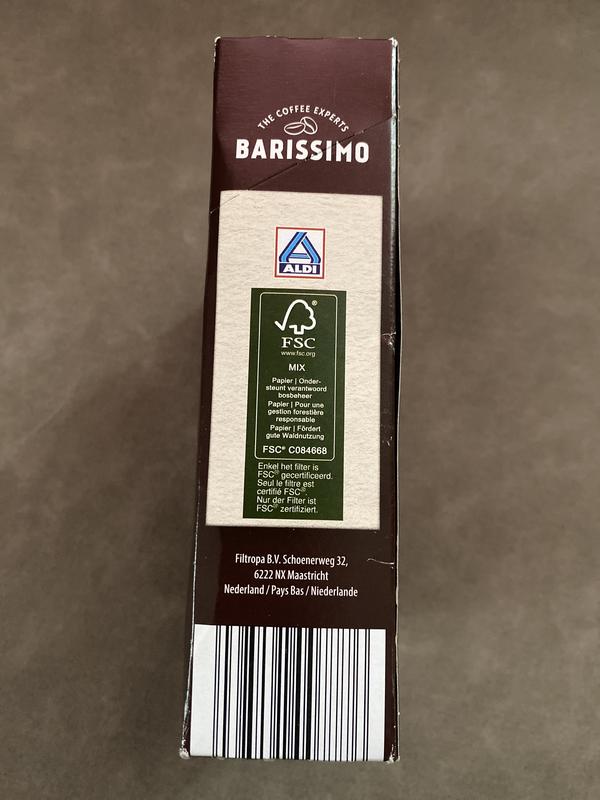 THE COFFEE EXPERTS
BARISSIMO
ALDI
®
FSC
www.fsc.org
MIX
Papier | Onder-
steunt verantwoord
bosbeheer
Papier | Pour une
gestion forestière
responsable
Papier | Fördert
gute Waldnutzung
FSC® C084668
Enkel het filter is
FSC® gecertificeerd.
Seul le filtre est
certifié FSC®.
Nur der Filter ist
FSC® zertifiziert.
Filtropa B.V. Schoenerweg 32,
6222 NX Maastricht
Nederland / Pays Bas / Niederlande